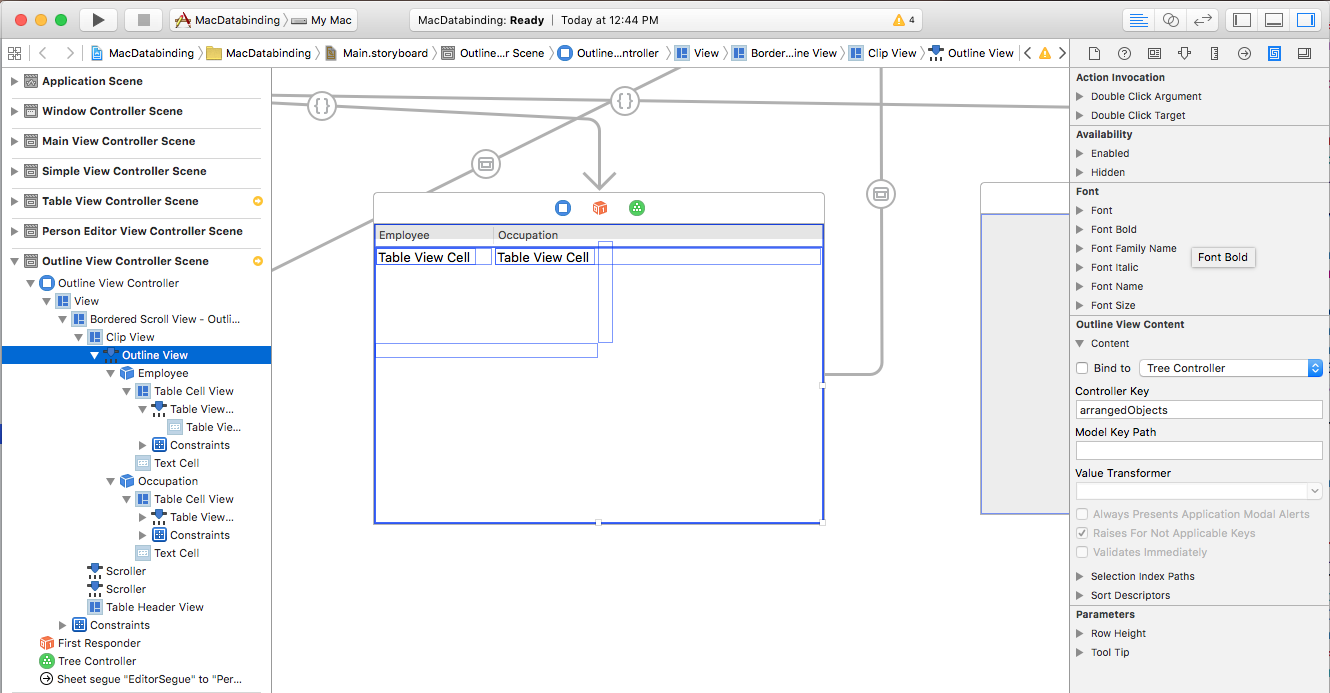 MacDatabinding
My Mac
MacDatabinding: Ready | Today at 12:44 PM
4
MacDatabinding
MacDatabinding
Main.storyboard
Outline...r Scene
Outline...ntroller
View
Border...ine View
Clip View
Outline View
Application Scene
Window Controller Scene
Main View Controller Scene
Simple View Controller Scene
Table View Controller Scene
Person Editor View Controller Scene
Outline View Controller Scene
Outline View Controller
View
Bordered Scroll View - Outli...
Clip View
Outline View
Employee
Table Cell View
Table View...
Table Vie...
Constraints
Text Cell
Occupation
Table Cell View
Table View...
Constraints
Text Cell
Scroller
Scroller
Table Header View
Constraints
First Responder
Tree Controller
Sheet segue "EditorSegue" to "Per...
{}
{}
Employee
Occupation
Table View Cell
Table View Cell
Action Invocation
Double Click Argument
Double Click Target
Availability
Enabled
Hidden
Font
Font
Font Bold
Font Family Name
Font Bold
Font Italic
Font Name
Font Size
Outline View Content
Content
Bind to
Tree Controller
Controller Key
arrangedObjects
Model Key Path
Value Transformer
Always Presents Application Modal Alerts
Raises For Not Applicable Keys
Validates Immediately
Selection Index Paths
Sort Descriptors
Parameters
Row Height
Tool Tip